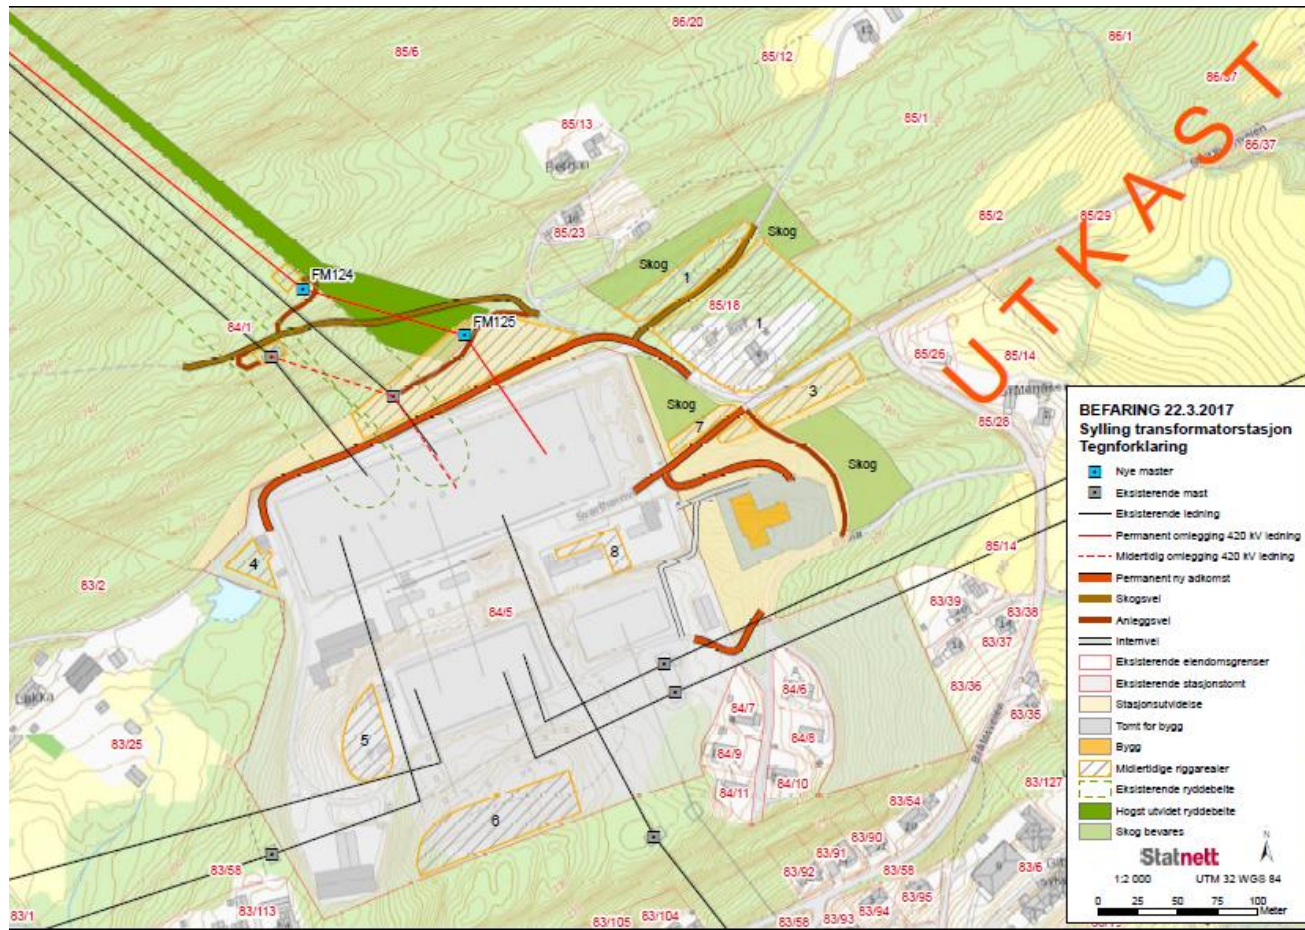 86/20
86/1
85/6
85/12
86/37
85/13
85/1
86/37
Bergan
85/2
85/29
85/23
Skog
Skog
UTKAST
FM124
1
85/18
84/1
FM125
1
85/26
85/14
3
Skog
7
85/28
Skog
8
4
83/2
84/5
85/14
83/39
83/38
83/37
84/6
83/36
84/7
83/35
84/8
5
83/25
84/9
84/10
84/11
83/127
6
83/54
83/90
83/91
83/58
83/92
83/58
83/6
83/95
83/94
83/1
83/113
83/105
83/104
83/58
83/93
BEFARING 22.3.2017
Sylling transformatorstasjon
Tegnforklaring
Nye master
Eksisterende mast
Eksisterende ledning
Permanent omlegging 420 kV ledning
Midlertidig omlegging 420 kV ledning
Permanent ny adkomst
Skogsvei
Anleggsvei
Internvei
Eksisterende eiendomsgrenser
Eksisterende stasjonstomt
Stasjonsutvidelse
Tomt for bygg
Bygg
Midlertidige riggarealer
Eksisterende ryddebelte
Hogst utvidet ryddebelte
Skog bevares
N
Statnett
1:2 000 UTM 32 WGS 84
0 25 50 75 100
Meter